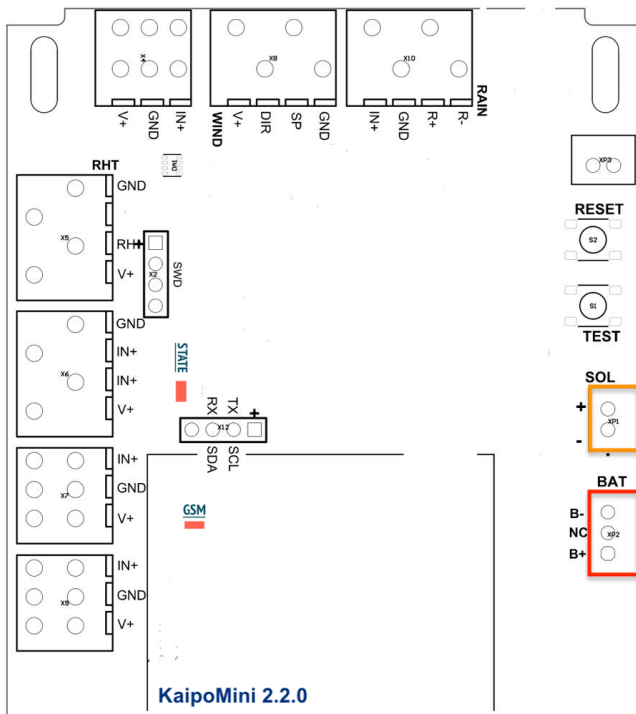 X4
V+
GND
IN+
WIND
X8
V+
DIR
SP
GND
X10
IN+
GND
R+
R-
RAIN
RHT
GND
X5
RH
V+
+
X2
SWD
XP3
RESET
S2
S1
TEST
GND
X6
IN+
IN+
V+
STATE
TX
RX
X12
+
SDA
SCL
SOL
+
XP1
-
IN+
X7
GND
V+
GSM
BAT
B-
NC
XP2
B+
IN+
X9
GND
V+
KaipoMini 2.2.0